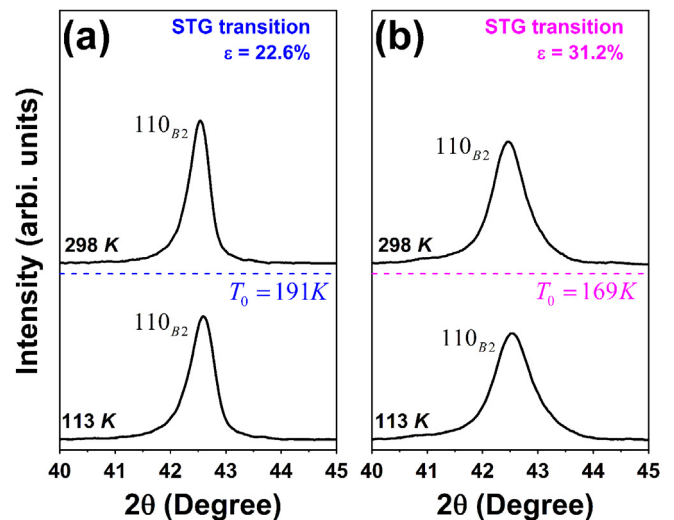 (a)
STG transition
ε = 22.6%
110B2
298 K
T0 = 191K
110B2
113 K
40 41 42 43 44 45
2θ (Degree)
Intensity (arbi. units)
(b)
STG transition
ε = 31.2%
110B2
298 K
T0 = 169K
110B2
113 K
40 41 42 43 44 45
2θ (Degree)